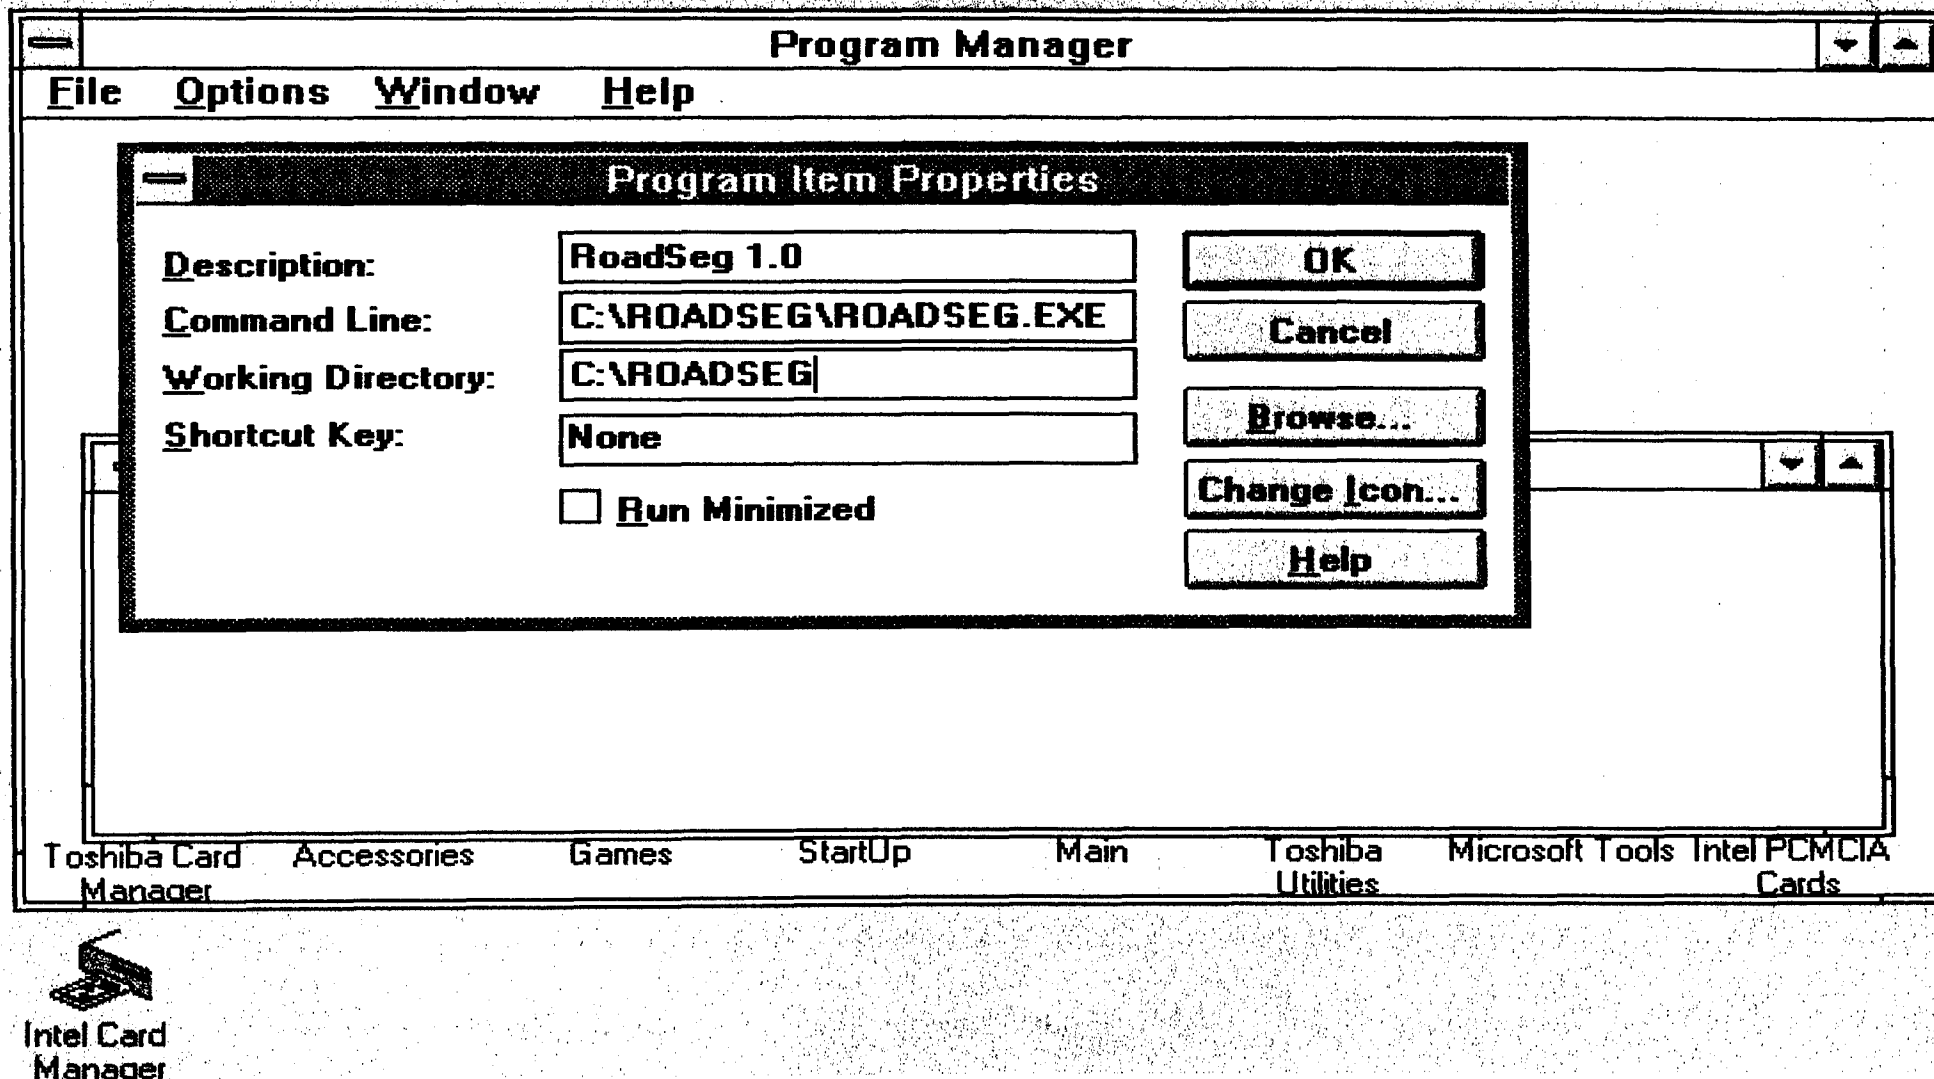 Program Manager
File Options Window Help
Program Item Properties
Description: RoadSeg 1.0
Command Line: C:\ROADSEG\ROADSEG.EXE
Working Directory: C:\ROADSEG
Shortcut Key: None
Run Minimized
OK
Cancel
Browse...
Change Icon...
Help
Toshiba Card Manager
Accessories
Games
StartUp
Main
Toshiba Utilities
Microsoft Tools
Intel PCMCIA Cards
Intel Card
Manager